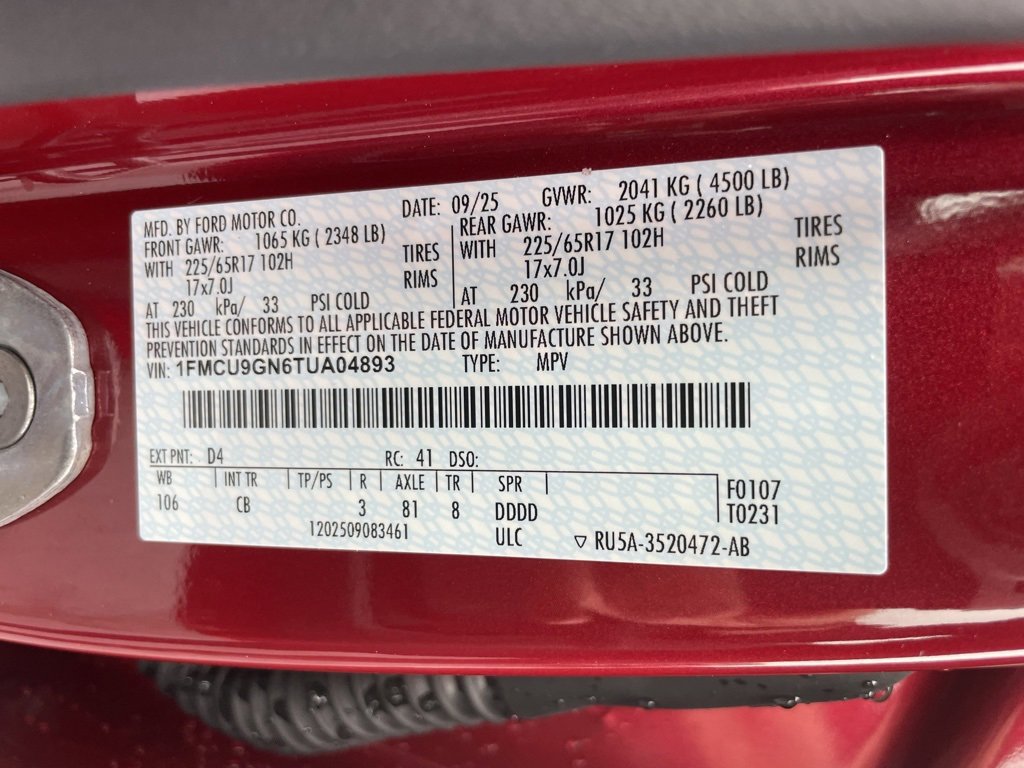 MFD. BY FORD MOTOR CO. DATE: 09/25 GVWR: 2041 KG ( 4500 LB)
FRONT GAWR: 1065 KG ( 2348 LB) REAR GAWR: 1025 KG ( 2260 LB)
WITH 225/65R17 102H TIRES WITH 225/65R17 102H TIRES
17x7.0J RIMS 17x7.0J RIMS
AT 230 kPa/ 33 PSI COLD AT 230 kPa/ 33 PSI COLD
THIS VEHICLE CONFORMS TO ALL APPLICABLE FEDERAL MOTOR VEHICLE SAFETY AND THEFT
PREVENTION STANDARDS IN EFFECT ON THE DATE OF MANUFACTURE SHOWN ABOVE.
VIN: 1FMCU9GN6TUA04893 TYPE: MPV
EXT PNT: D4 RC: 41 DSO:
WB INT TR TP/PS R AXLE TR SPR
106 CB 3 81 8 DDDD
F0107
T0231
1202509083461 ULC ▽ RU5A-3520472-AB